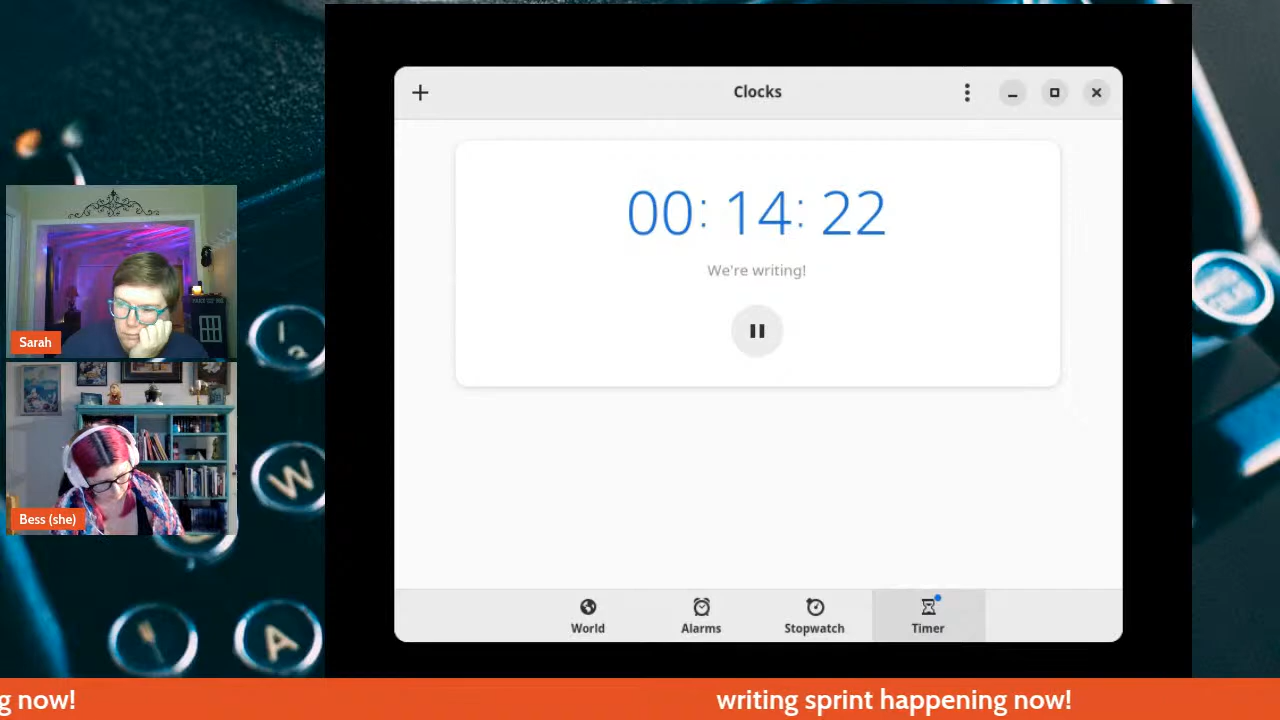 Clocks
00:14:22
We're writing!
World
Alarms
Stopwatch
Timer
Sarah
Bess (she)
I
W
A
g now!
writing sprint happening now!